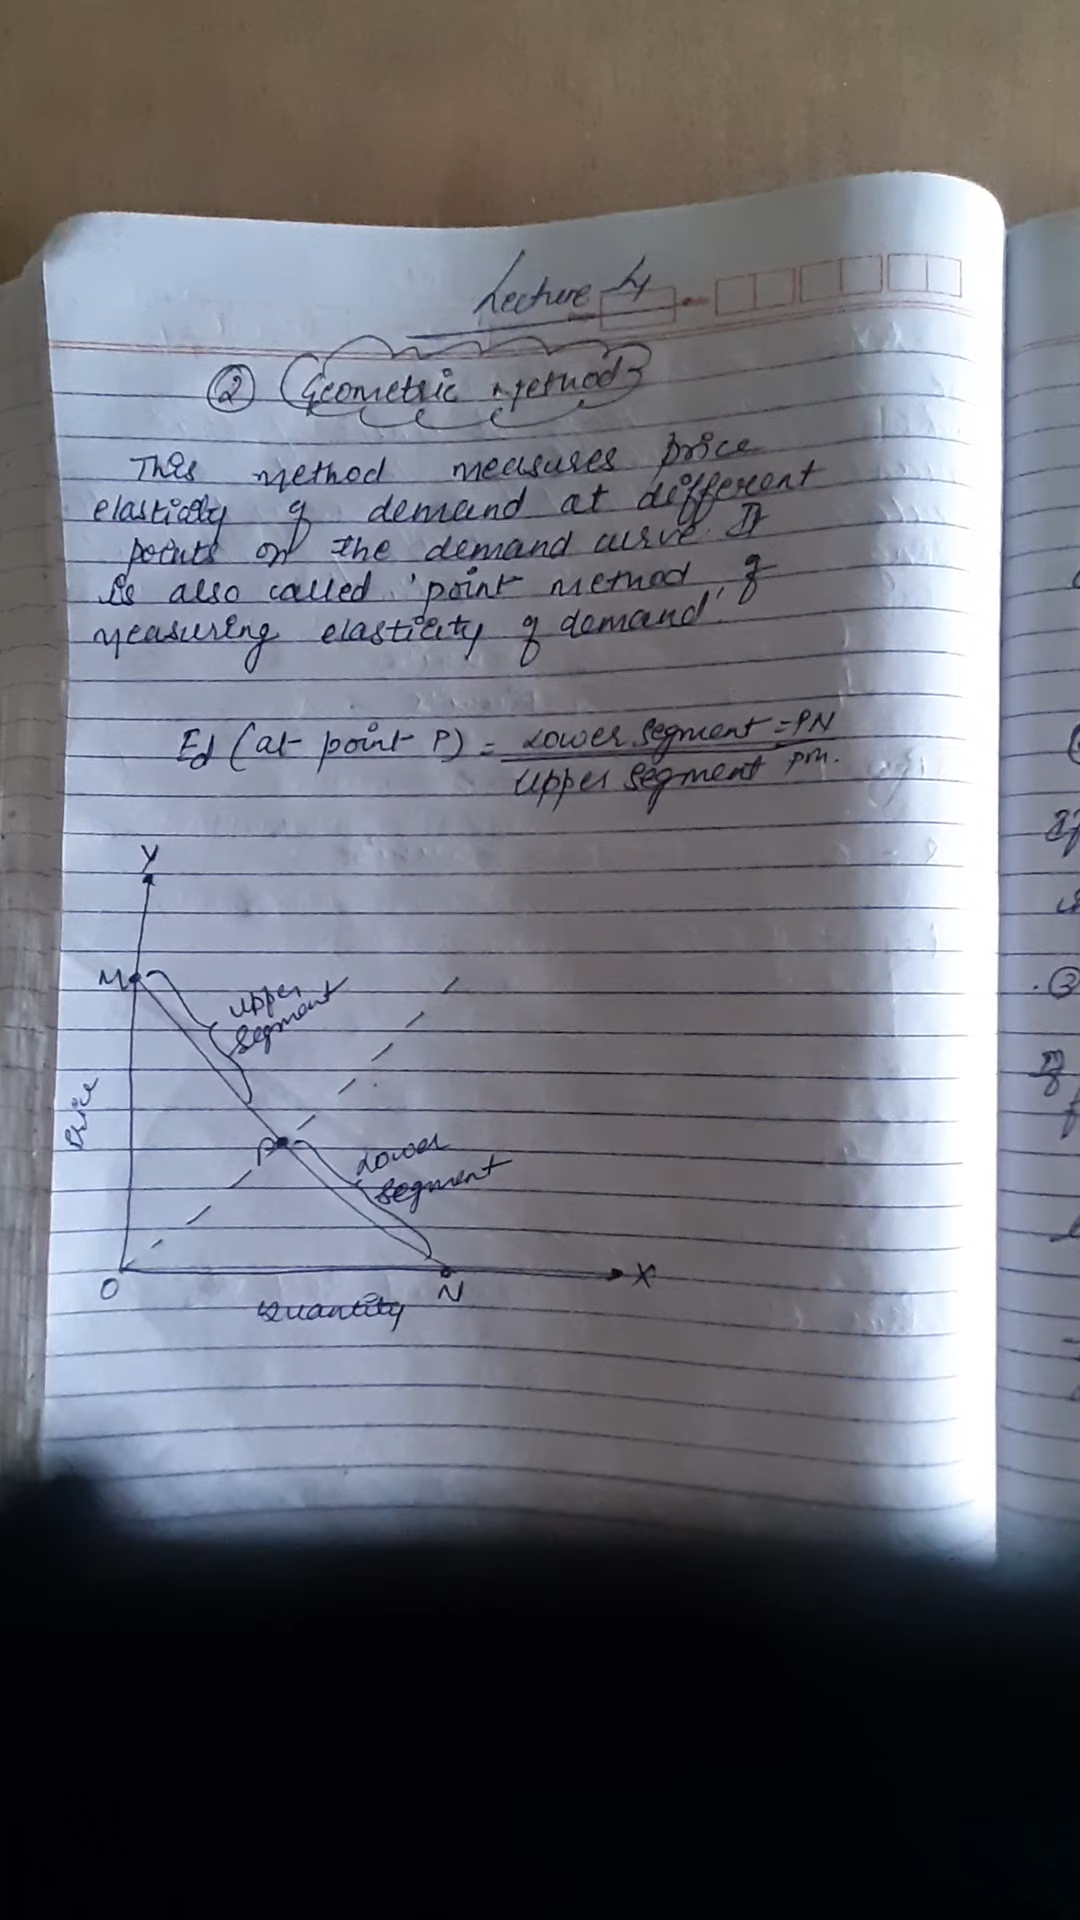 Lecture 4
② Geometric Method
This method measures price
elasticity of demand at different
points on the demand curve. It
is also called 'point method of
measuring elasticity of demand'.
Ed (at point P) = Lower segment = PN
Upper segment PM.
Y
M
Upper
segment
Price
P
Lower
segment
O
N
X
Quantity